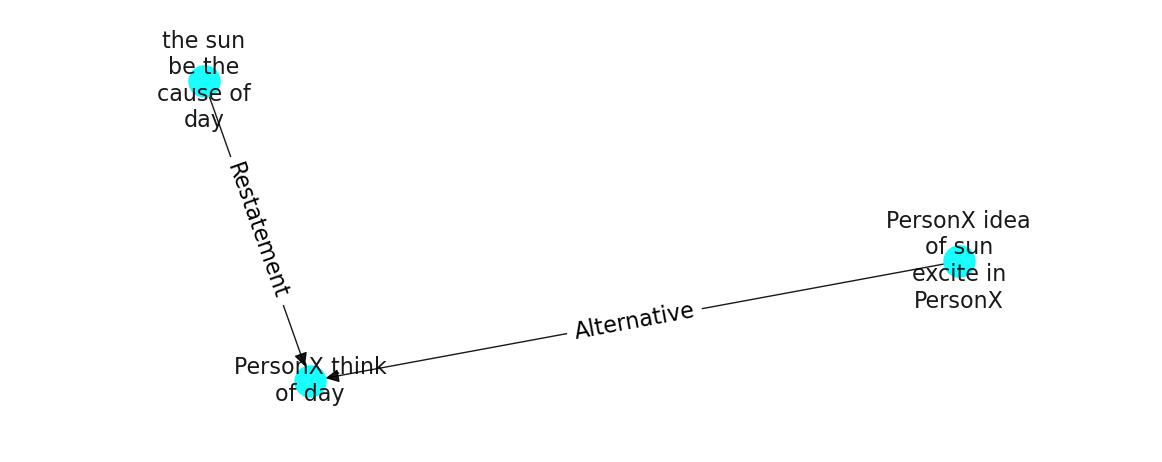 the sun
be the
cause of
day
Restatement
PersonX idea
of sun
excite in
PersonX
Alternative
PersonX think
of day